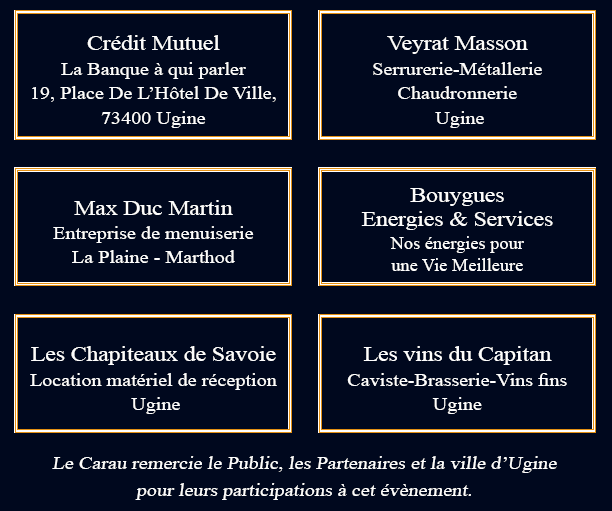 Crédit Mutuel
La Banque à qui parler
19, Place De L’Hôtel De Ville,
73400 Ugine
Veyrat Masson
Serrurerie-Métallerie
Chaudronnerie
Ugine
Max Duc Martin
Entreprise de menuiserie
La Plaine - Marthod
Bouygues
Energies & Services
Nos énergies pour
une Vie Meilleure
Les Chapiteaux de Savoie
Location matériel de réception
Ugine
Les vins du Capitan
Caviste-Brasserie-Vins fins
Ugine
Le Carau remercie le Public, les Partenaires et la ville d’Ugine
pour leurs participations à cet évènement.